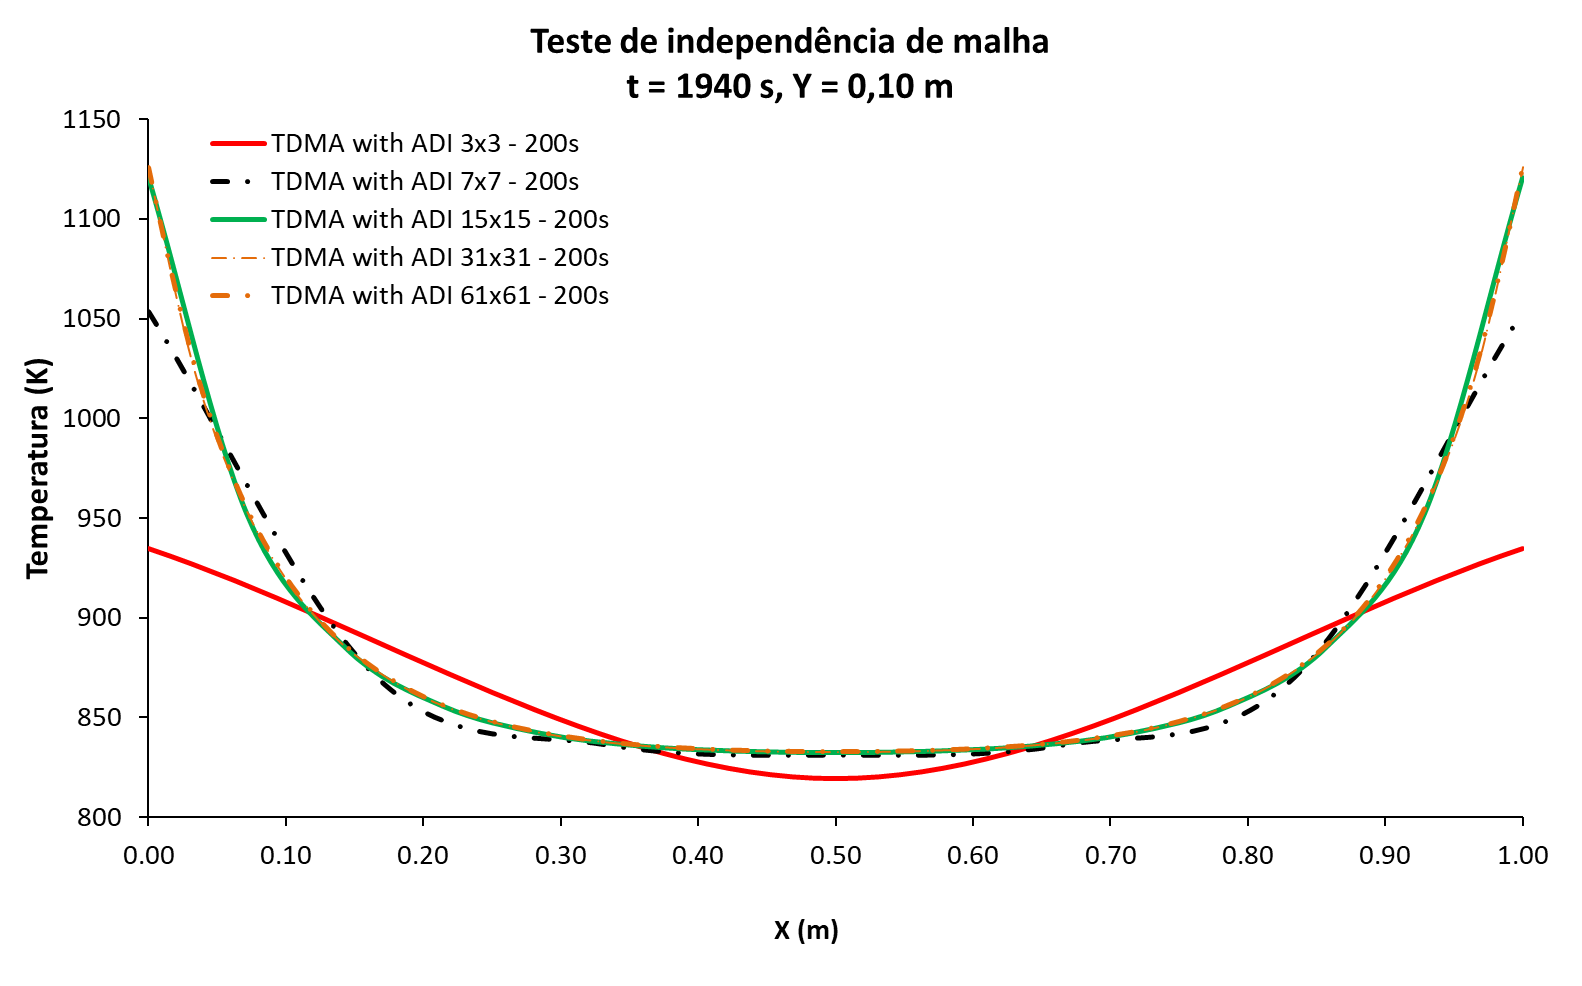 Teste de independência de malha
t = 1940 s, Y = 0,10 m
1150
1100
1050
1000
950
900
850
800
Temperatura (K)
TDMA with ADI 3x3 - 200s
TDMA with ADI 7x7 - 200s
TDMA with ADI 15x15 - 200s
TDMA with ADI 31x31 - 200s
TDMA with ADI 61x61 - 200s
0.00 0.10 0.20 0.30 0.40 0.50 0.60 0.70 0.80 0.90 1.00
X (m)